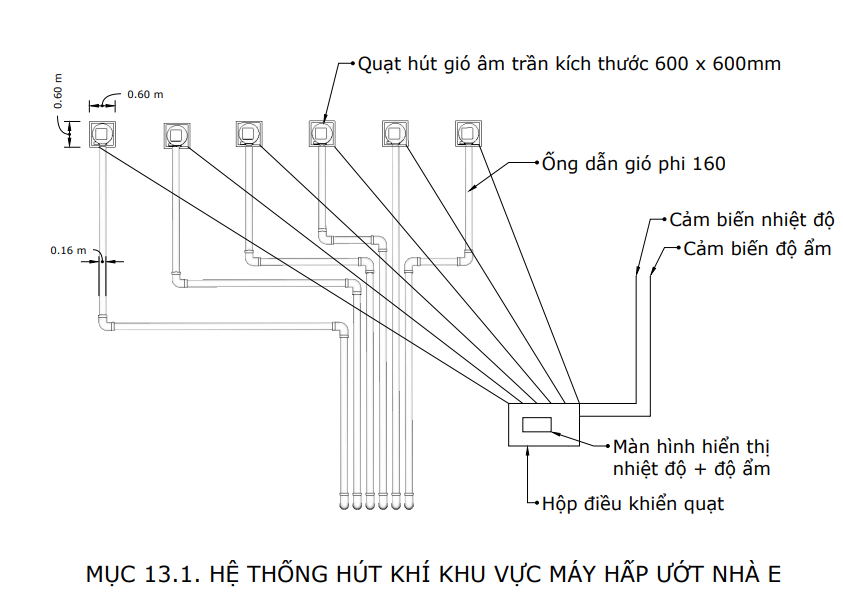 Quạt hút gió âm trần kích thước 600 x 600mm
0.60 m
0.60 m
Ống dẫn gió phi 160
Cảm biến nhiệt độ
Cảm biến độ ẩm
0.16 m
Màn hình hiển thị
nhiệt độ + độ ẩm
Hộp điều khiển quạt
MỤC 13.1. HỆ THỐNG HÚT KHÍ KHU VỰC MÁY HẤP ƯỚT NHÀ E